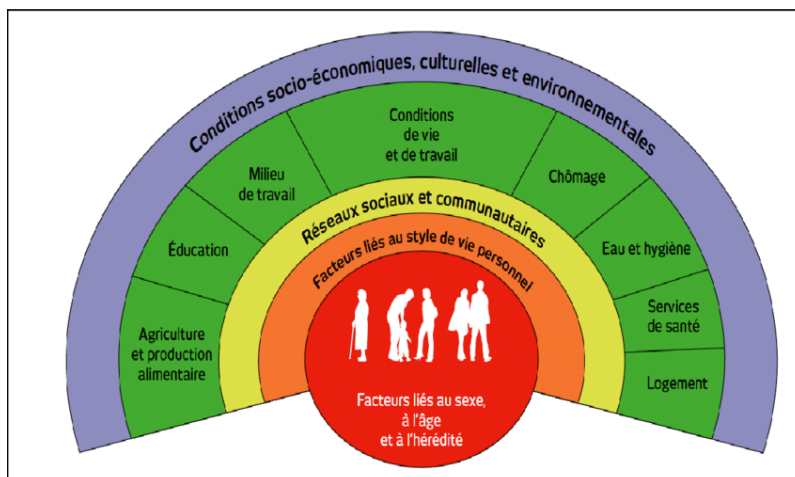 Conditions socio-économiques, culturelles et environnementales
Conditions
de vie
et de travail
Milieu
de travail
Chômage
Éducation
Eau et hygiène
Agriculture
et production
alimentaire
Services
de santé
Logement
Réseaux sociaux et communautaires
Facteurs liés au style de vie personnel
Facteurs liés au sexe,
à l'âge
et à l'hérédité